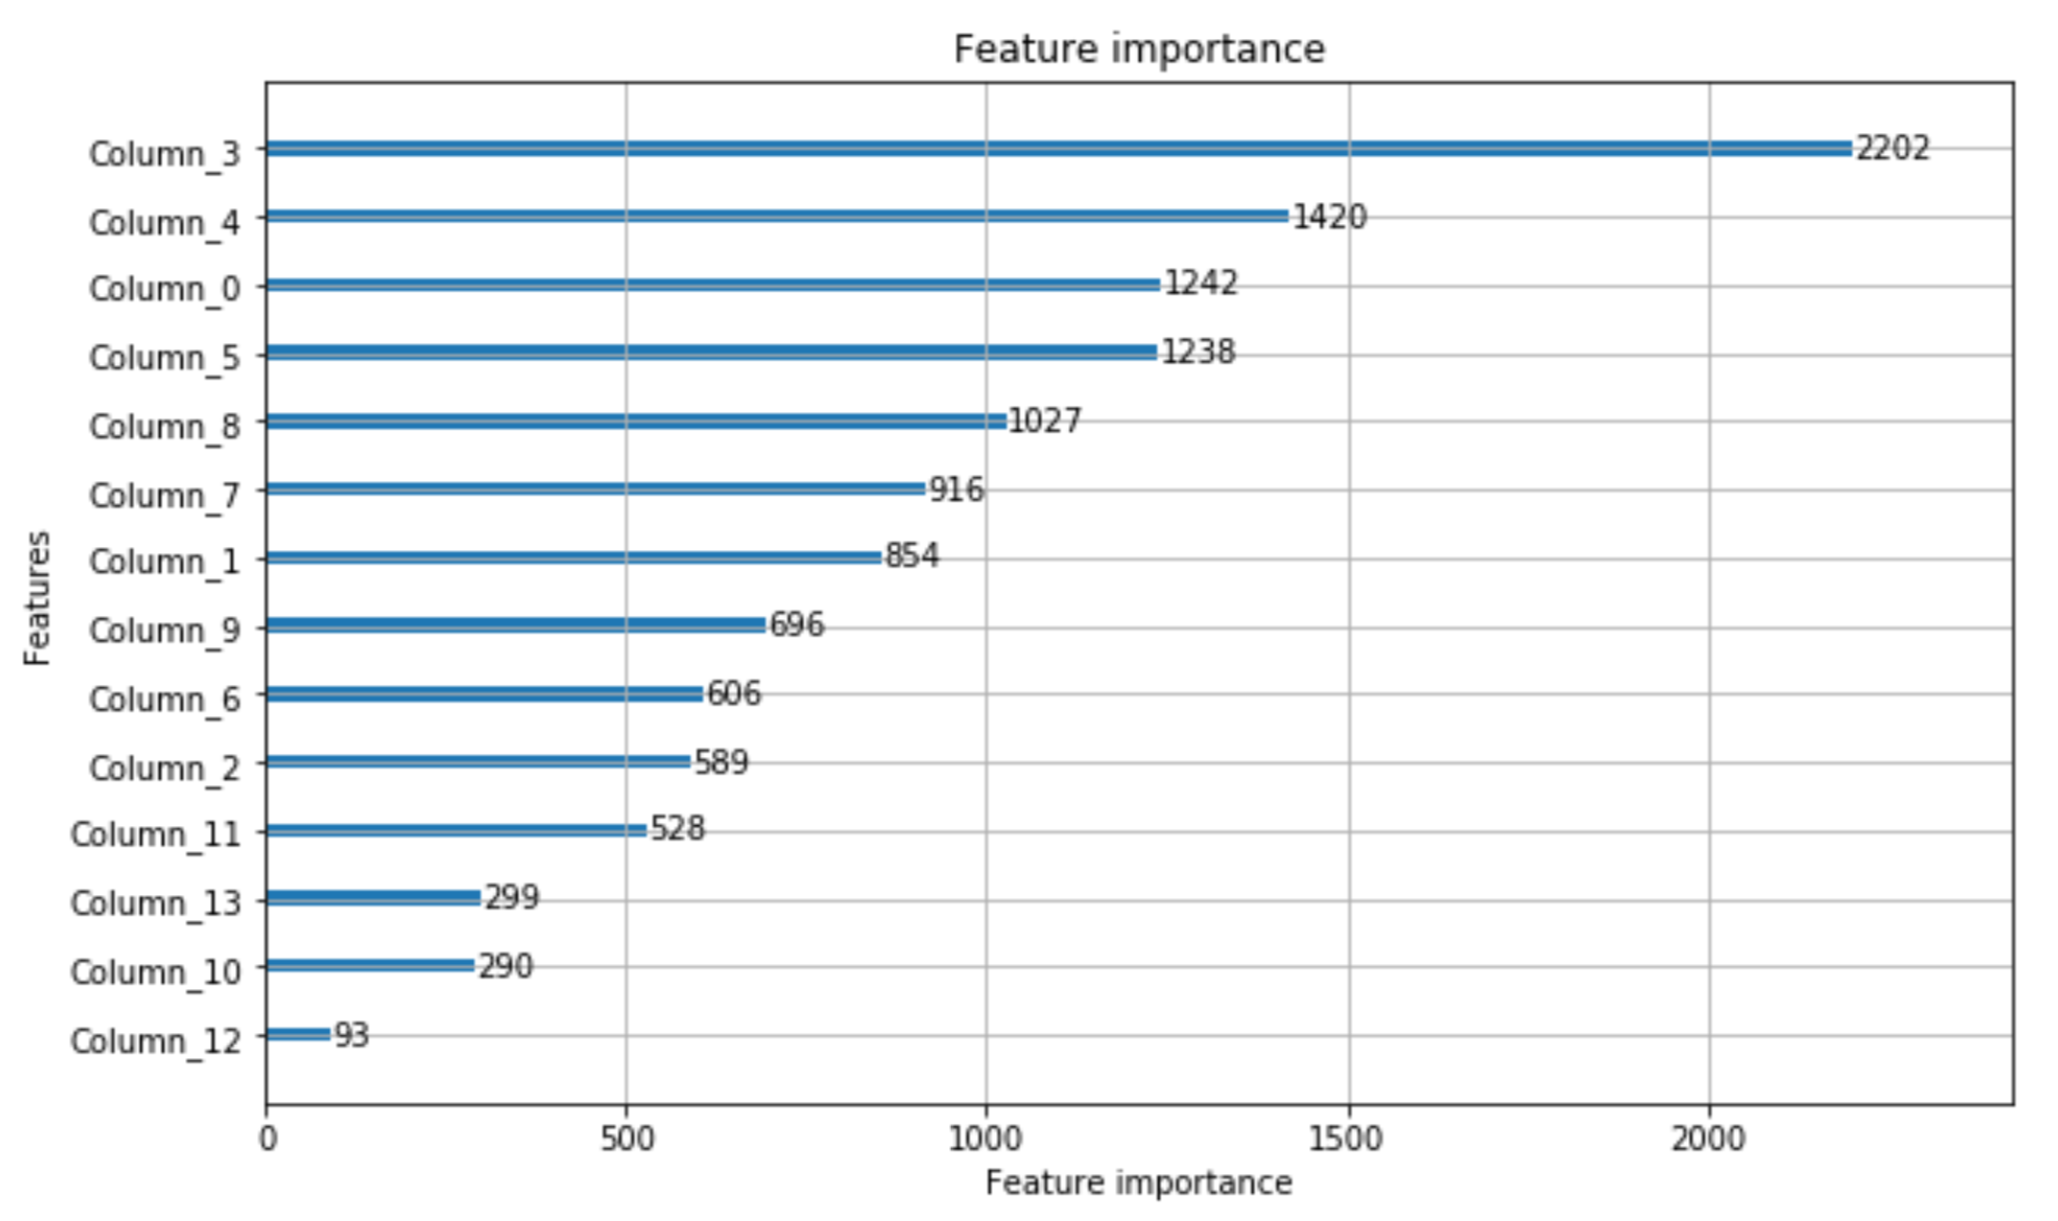 Feature importance
Column_3 2202
Column_4 1420
Column_0 1242
Column_5 1238
Column_8 1027
Column_7 916
Column_1 854
Column_9 696
Column_6 606
Column_2 589
Column_11 528
Column_13 299
Column_10 290
Column_12 93
Features
0 500 1000 1500 2000
Feature importance